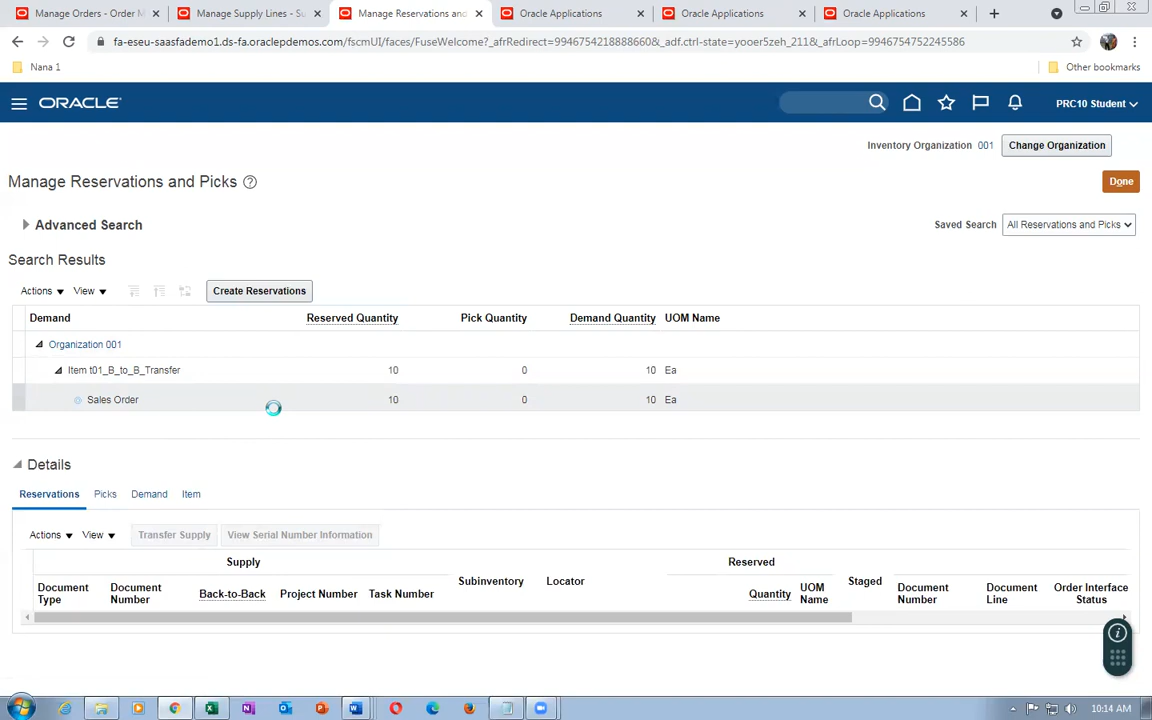 Manage Orders - Order M
Manage Supply Lines - Su
Manage Reservations and
Oracle Applications
Oracle Applications
Oracle Applications
fa-eseu-saasfademo1.ds-fa.oraclepdemos.com/fscmUI/faces/FuseWelcome?_afrRedirect=994675421888860&_adf.ctrl-state=yooer5zeh_211&_afrLoop=9946754752245586
Nana 1
Other bookmarks
ORACLE
PRC10 Student
Inventory Organization 001 Change Organization
Manage Reservations and Picks
Done
Advanced Search
Saved Search All Reservations and Picks
Search Results
Actions View Create Reservations
Demand Reserved Quantity Pick Quantity Demand Quantity UOM Name
Organization 001
Item t01_B_to_B_Transfer 10 0 10 Ea
Sales Order 10 0 10 Ea
Details
Reservations Picks Demand Item
Actions View Transfer Supply View Serial Number Information
Supply Reserved
Document Type Document Number Back-to-Back Project Number Task Number Subinventory Locator Quantity UOM Name Staged Document Number Document Line Order Interface Status
10:14 AM